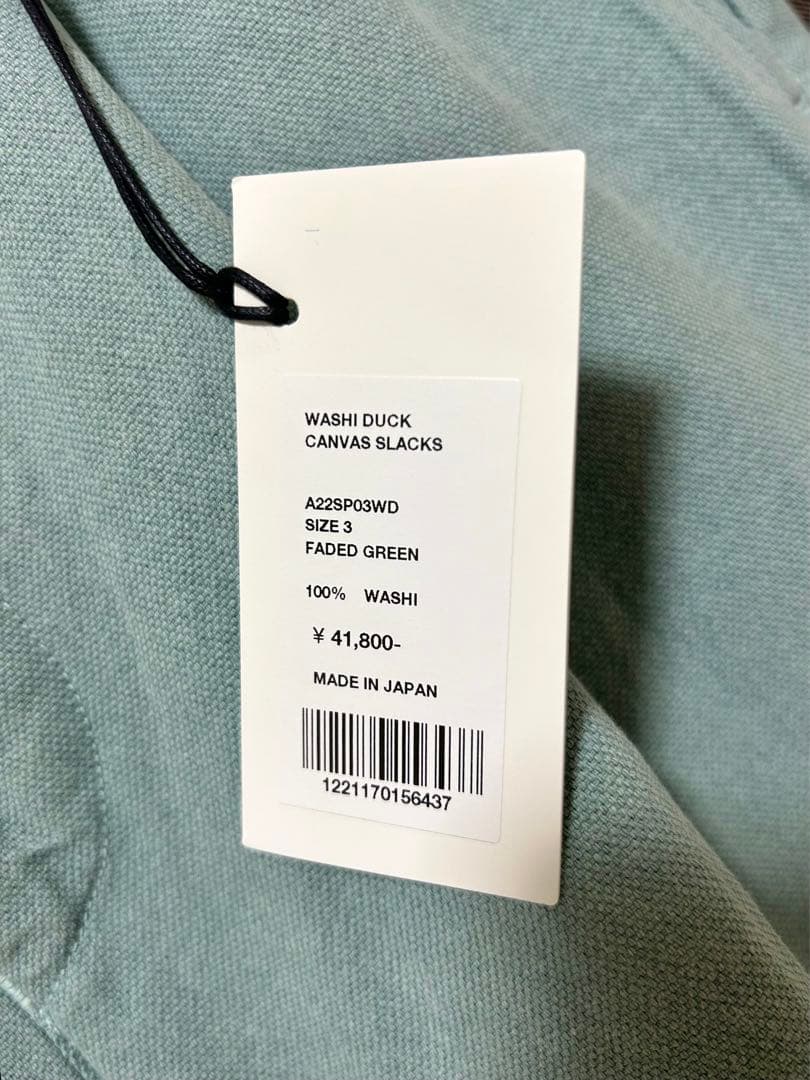 WASHI DUCK
CANVAS SLACKS
A22SP03WD
SIZE 3
FADED GREEN
100% WASHI
¥ 41,800-
MADE IN JAPAN
1221170156437